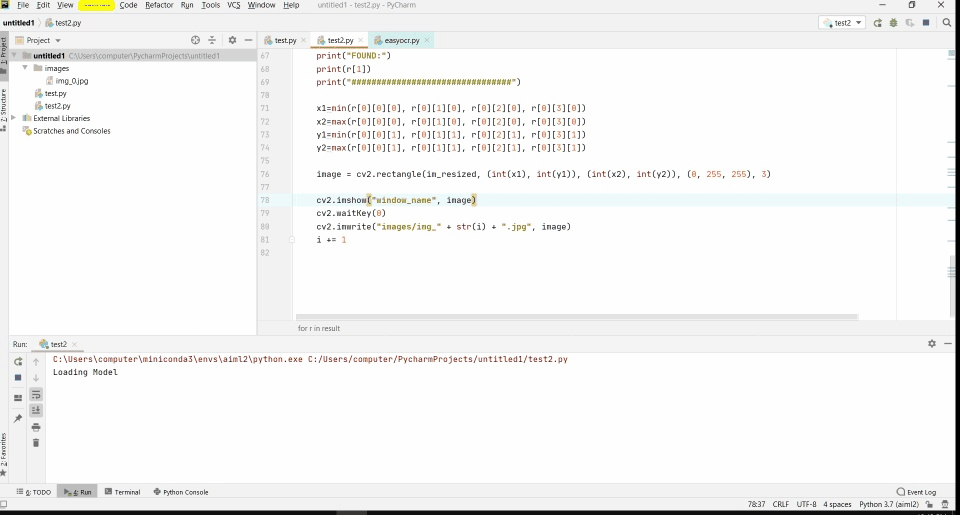 File Edit View Code Refactor Run Tools VCS Window Help untitled1 - test2.py - PyCharm
untitled1 test2.py test2
Project test.py test2.py easyocr.py
1: Project
untitled1 C:\Users\computer\PycharmProjects\untitled1
images
img_0.jpg
test.py
test2.py
External Libraries
Scratches and Consoles
7: Structure
67 print("FOUND:")
68 print(r[1])
69 print("################################")
70
71 x1=min(r[0][0][0], r[0][1][0], r[0][2][0], r[0][3][0])
72 x2=max(r[0][0][0], r[0][1][0], r[0][2][0], r[0][3][0])
73 y1=min(r[0][0][1], r[0][1][1], r[0][2][1], r[0][3][1])
74 y2=max(r[0][0][1], r[0][1][1], r[0][2][1], r[0][3][1])
75
76 image = cv2.rectangle(im_resized, (int(x1), int(y1)), (int(x2), int(y2)), (0, 255, 255), 3)
77
78 cv2.imshow("window_name", image)
79 cv2.waitKey(0)
80 cv2.imwrite("images/img_" + str(i) + ".jpg", image)
81 i += 1
82
for r in result
Run: test2
C:\Users\computer\miniconda3\envs\aiml2\python.exe C:/Users/computer/PycharmProjects/untitled1/test2.py
Loading Model
2: Favorites
6: TODO 4: Run Terminal Python Console Event Log
78:37 CRLF UTF-8 4 spaces Python 3.7 (aiml2)